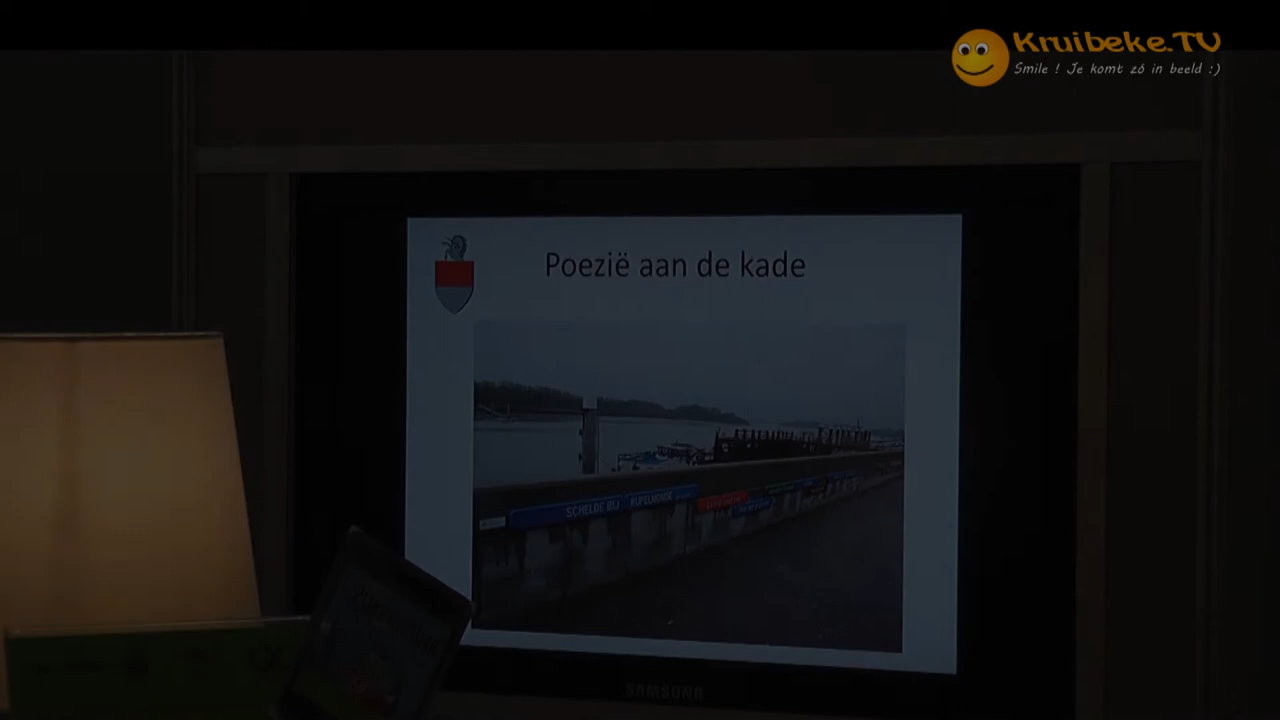 Kruibeke.TV
Smile ! Je komt zó in beeld :)
Poezië aan de kade
SCHELDE BIJ RUPELMONDE
SAMSUNG